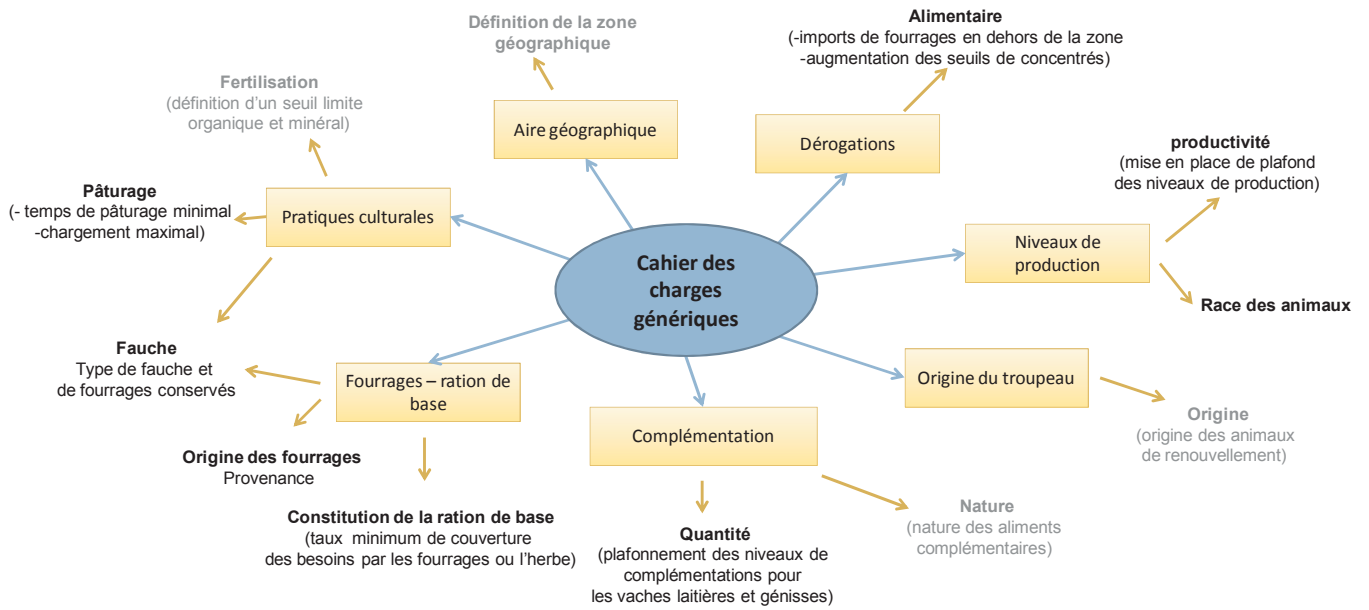 Définition de la zone
géographique
Alimentaire
(-imports de fourrages en dehors de la zone
-augmentation des seuils de concentrés)
Fertilisation
(définition d'un seuil limite
organique et minéral)
Aire géographique
Dérogations
productivité
(mise en place de plafond
des niveaux de production)
Pâturage
(- temps de pâturage minimal
-chargement maximal)
Pratiques culturales
Niveaux de
production
Cahier des
charges
génériques
Race des animaux
Fauche
Type de fauche et
de fourrages conservés
Fourrages – ration de
base
Origine du troupeau
Complémentation
Origine
(origine des animaux
de renouvellement)
Origine des fourrages
Provenance
Constitution de la ration de base
(taux minimum de couverture
des besoins par les fourrages ou l'herbe)
Quantité
(plafonnement des niveaux de
complémentations pour
les vaches laitières et génisses)
Nature
(nature des aliments
complémentaires)